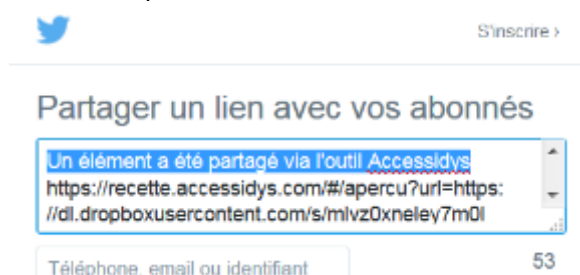 S'inscrire ›
Partager un lien avec vos abonnés
Un élément a été partagé via l'outil Accessidys
https://recette.accessidys.com/#/apercu?url=https:
//dl.dropboxusercontent.com/s/mlvz0xneley7m0l
Téléphone, email ou identifiant
53